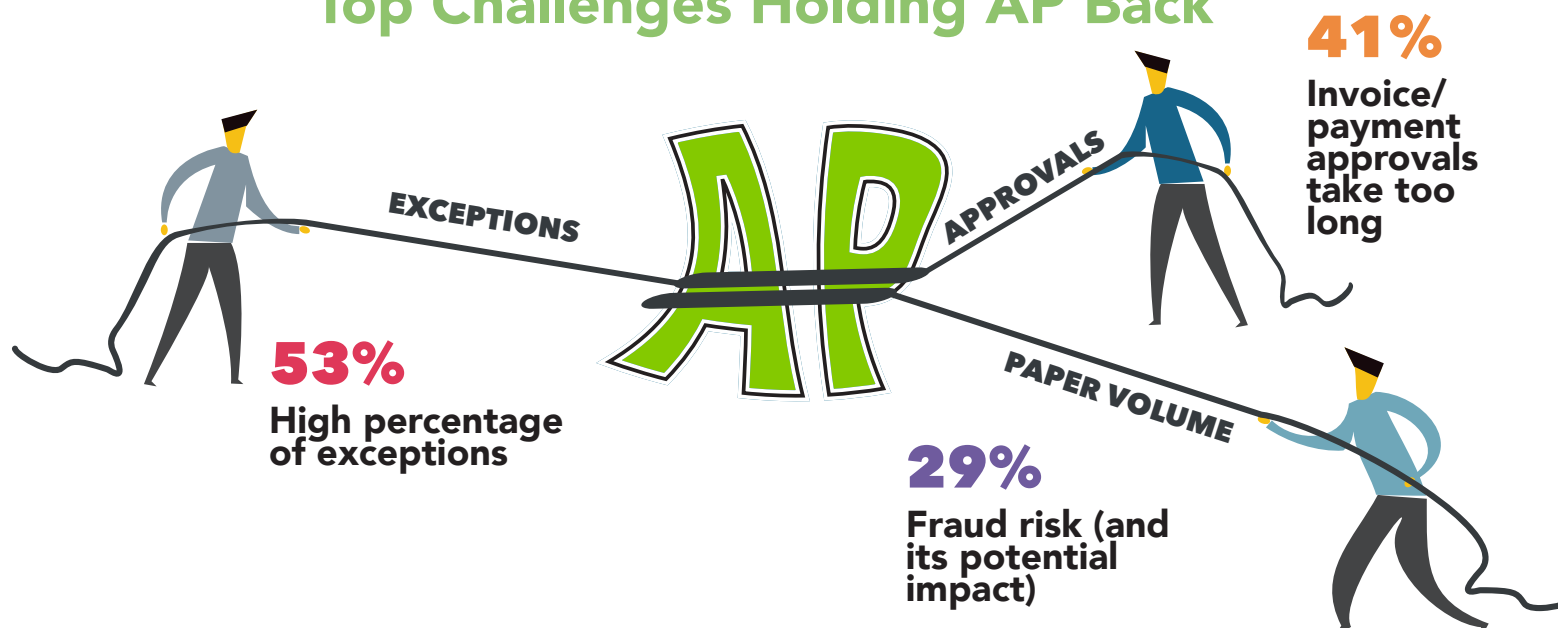 Top Challenges Holding AP Back
41%
Invoice/
payment
approvals
take too
long
APPROVALS
EXCEPTIONS
AP
53%
High percentage
of exceptions
PAPER VOLUME
29%
Fraud risk (and
its potential
impact)